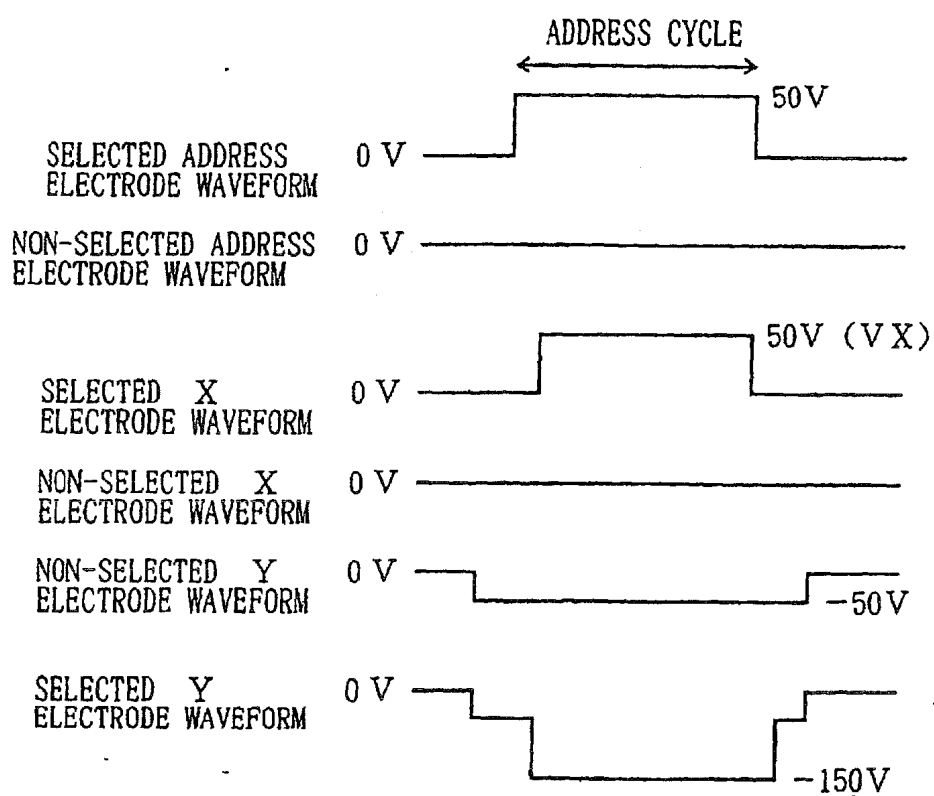 ADDRESS CYCLE
50V
SELECTED ADDRESS 0 V
ELECTRODE WAVEFORM
NON-SELECTED ADDRESS 0 V
ELECTRODE WAVEFORM
50V (VX)
SELECTED X 0 V
ELECTRODE WAVEFORM
NON-SELECTED X 0 V
ELECTRODE WAVEFORM
NON-SELECTED Y 0 V
ELECTRODE WAVEFORM -50V
SELECTED Y 0 V
ELECTRODE WAVEFORM
-150V